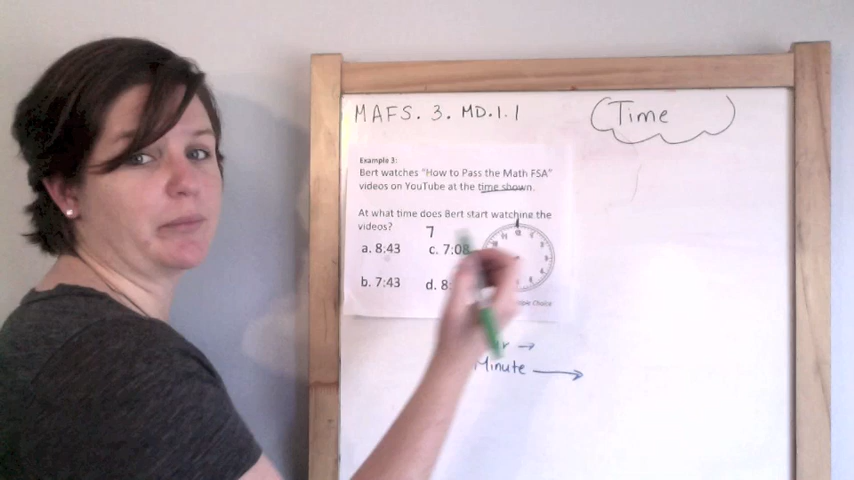 MAFS. 3. MD.1.1
Time
Example 3:
Bert watches "How to Pass the Math FSA"
videos on YouTube at the time shown.
At what time does Bert start watching the
videos?
7
a. 8:43 c. 7:08
b. 7:43 d. 8:
Choice
Minute